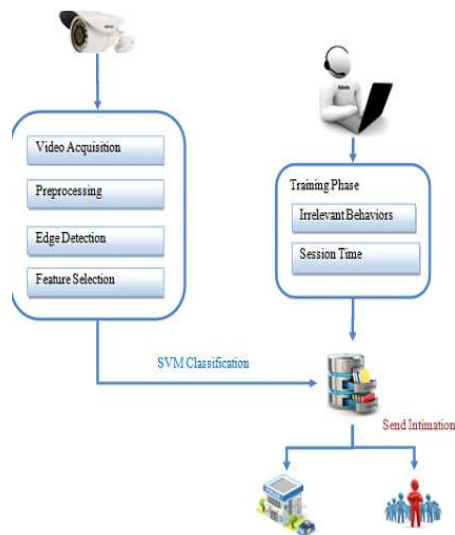 Video Acquisition
Preprocessing
Edge Detection
Feature Selection
Training Phase
Irrelevant Behaviors
Session Time
SVM Classification
Send Intimation